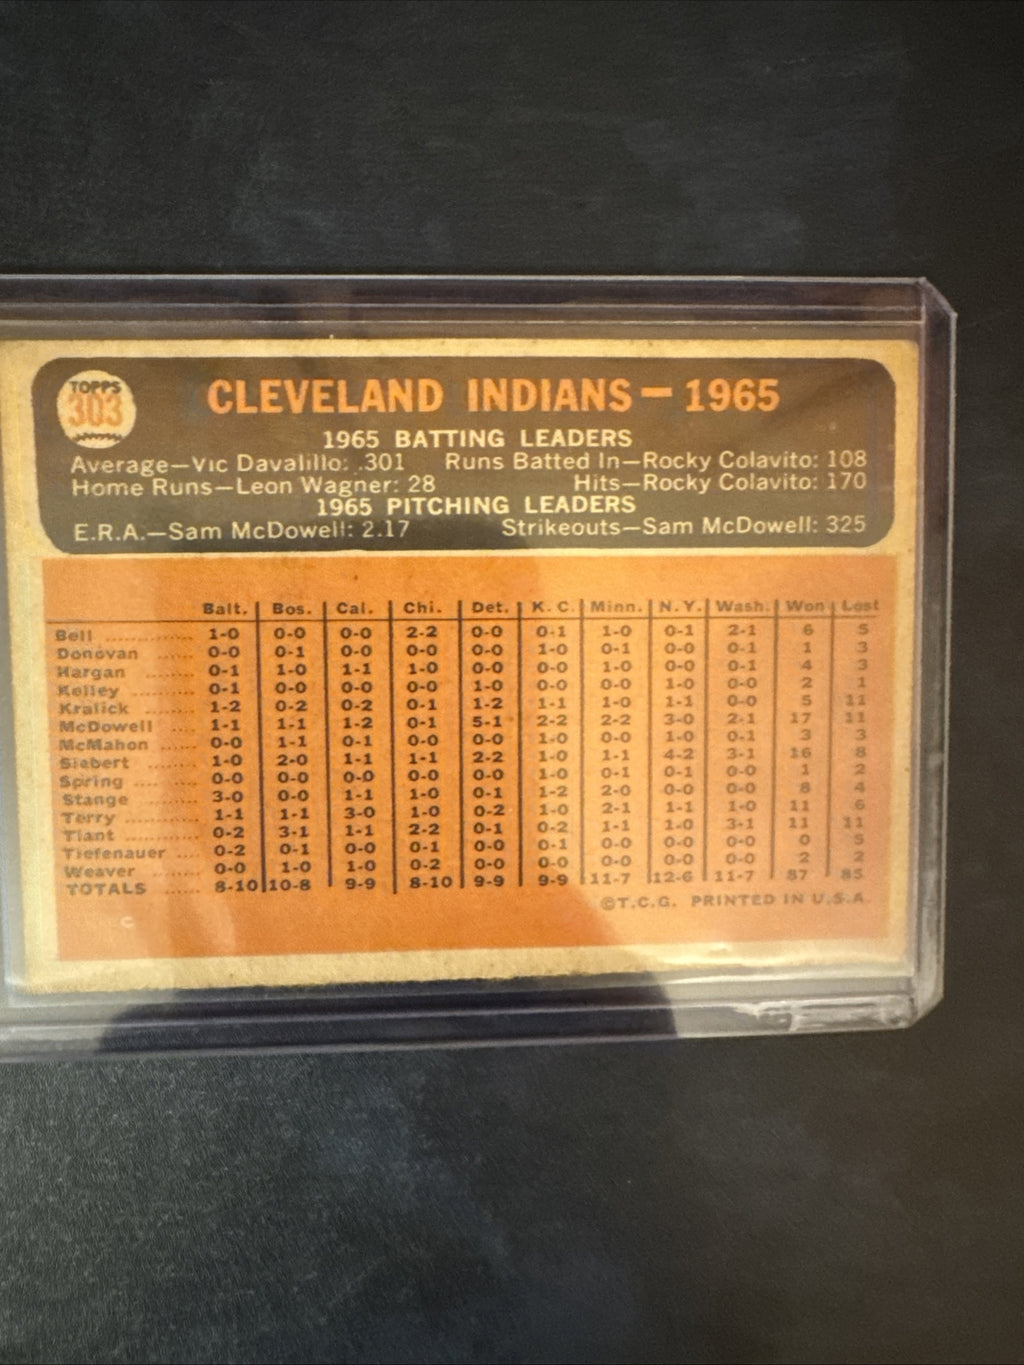 TOPPS
303
CLEVELAND INDIANS — 1965
1965 BATTING LEADERS
Average—Vic Davalillo: .301 Runs Batted In—Rocky Colavito: 108
Home Runs—Leon Wagner: 28 Hits—Rocky Colavito: 170
1965 PITCHING LEADERS
E.R.A.—Sam McDowell: 2.17 Strikeouts—Sam McDowell: 325
Balt. Bos. Cal. Chi. Det. K. C. Minn. N.Y. Wash. Won Lost
Bell 1-0 0-0 0-0 2-2 0-0 0-1 1-0 0-1 2-1 6 5
Donovan 0-0 0-1 0-0 0-0 0-0 1-0 0-1 0-0 0-1 1 3
Hargan 0-1 1-0 1-1 1-0 0-0 0-0 1-0 0-0 0-1 4 3
Kelley 0-1 0-0 0-0 0-0 1-0 0-0 0-0 1-0 0-0 2 1
Kralick 1-2 0-2 0-2 0-1 1-2 1-1 1-0 1-1 0-0 5 11
McDowell 1-1 1-1 1-2 0-1 5-1 2-2 2-2 3-0 2-1 17 11
McMahon 0-0 1-1 0-1 0-0 0-0 1-0 0-0 1-0 0-1 3 3
Siebert 1-0 2-0 1-1 1-1 2-2 1-0 1-1 4-2 3-1 16 8
Spring 0-0 0-0 0-0 0-0 0-0 1-0 0-1 0-1 0-0 1 2
Stange 3-0 0-0 1-1 1-0 0-1 1-2 2-0 0-0 0-0 8 4
Terry 1-1 1-1 3-0 1-0 0-2 1-0 2-1 1-1 1-0 11 6
Tiant 0-2 3-1 1-1 2-2 0-1 0-2 1-1 1-0 3-1 11 11
Tiefenauer 0-2 0-1 0-0 0-1 0-0 0-1 0-0 0-0 0-0 0 5
Weaver 0-0 1-0 1-0 0-2 0-0 0-0 0-0 0-0 0-0 2 2
TOTALS 8-10 10-8 9-9 8-10 9-9 9-9 11-7 12-6 11-7 87 85
©T.C.G. PRINTED IN U.S.A.
C